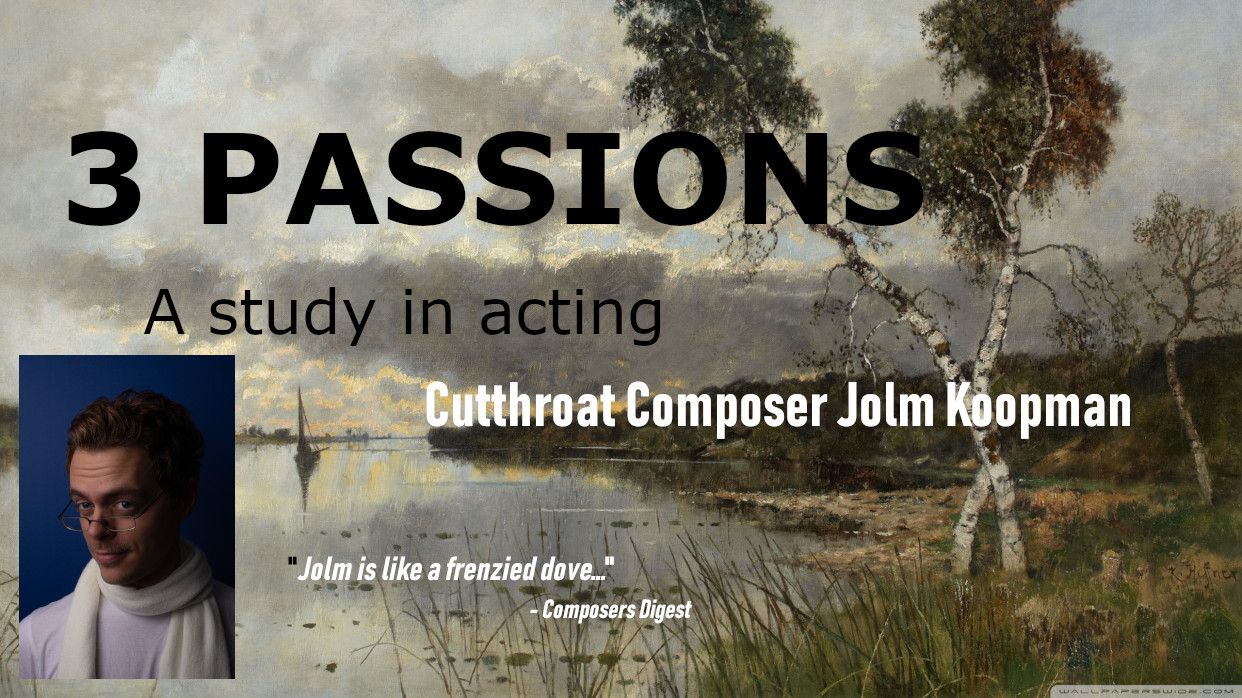 3 PASSIONS
A study in acting
Cutthroat Composer Jolm Koopman
"Jolm is like a frenzied dove..."
- Composers Digest
WALLPAPERSWIDE.COM